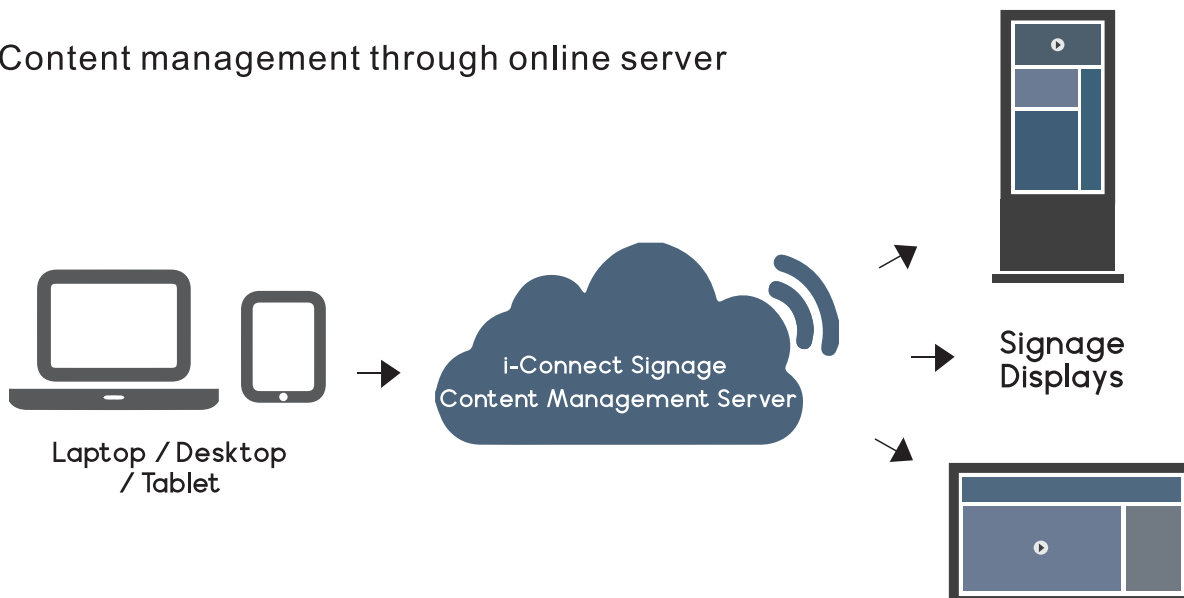 Content management through online server
i-Connect Signage
Content Management Server
Signage
Displays
Laptop / Desktop
/ Tablet